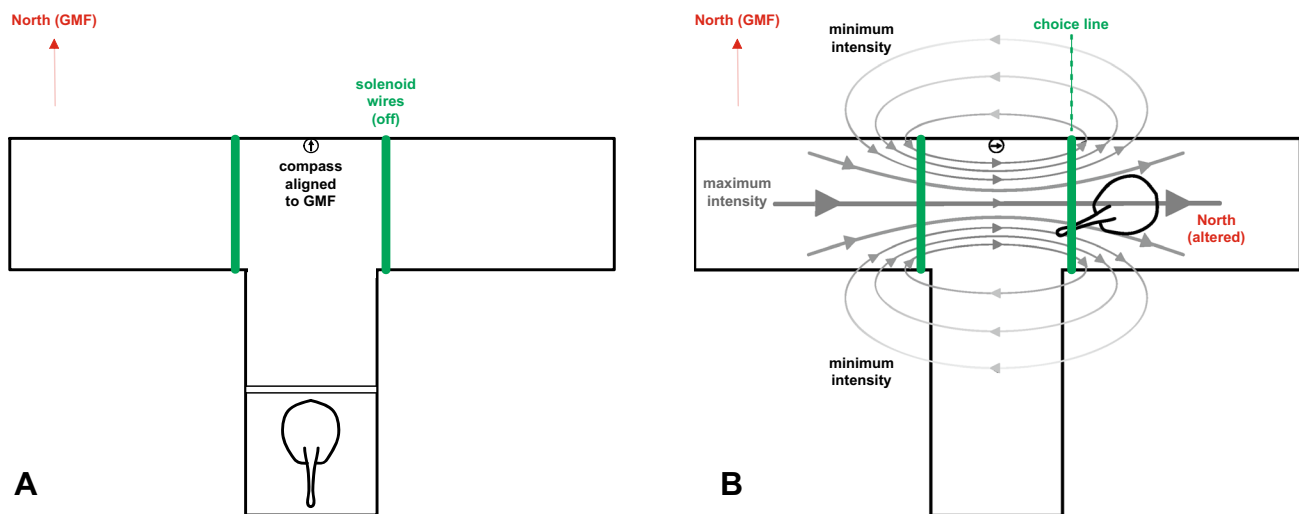 North (GMF)
solenoid
wires
(off)
compass
aligned
to GMF
A
North (GMF)
minimum
intensity
choice line
maximum
intensity
North
(altered)
minimum
intensity
B